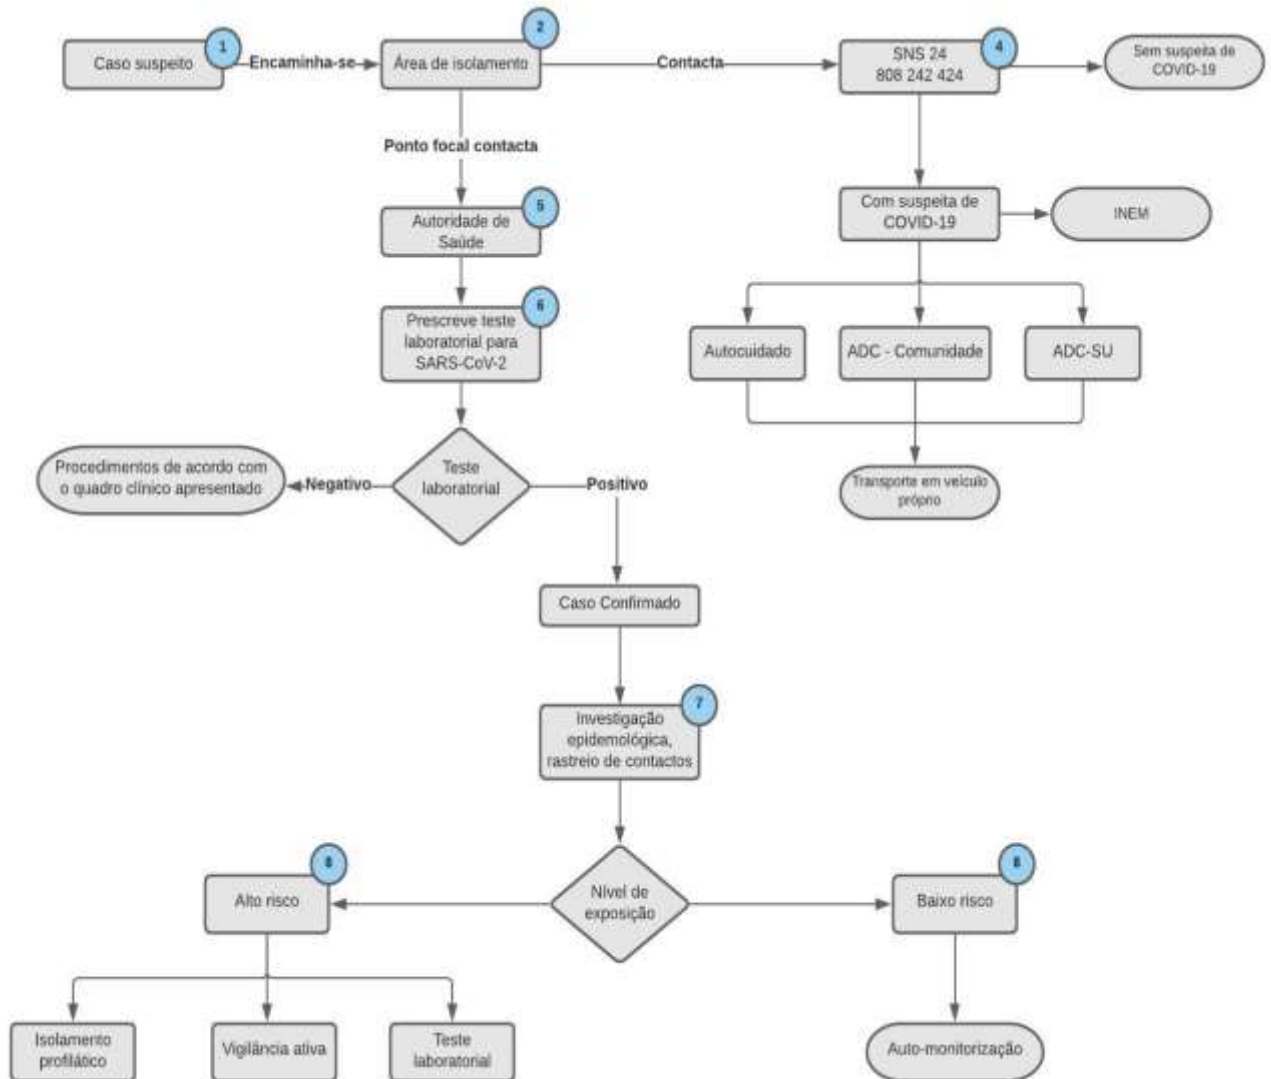 1
Caso suspeito
Encaminha-se
2
Área de isolamento
Contacta
4
SNS 24
808 242 424
Sem suspeita de
COVID-19
Ponto focal contacta
5
Autoridade de
Saúde
Com suspeita de
COVID-19
INEM
6
Prescreve teste
laboratorial para
SARS-CoV-2
Autocuidado
ADC - Comunidade
ADC-SU
Procedimentos de acordo com
o quadro clínico apresentado
Negativo
Teste
laboratorial
Positivo
Transporte em veículo
próprio
Caso Confirmado
7
Investigação
epidemológica,
rastreio de contactos
8
Alto risco
Nível de
exposição
8
Baixo risco
Isolamento
profilático
Vigilância ativa
Teste
laboratorial
Auto-monitorização